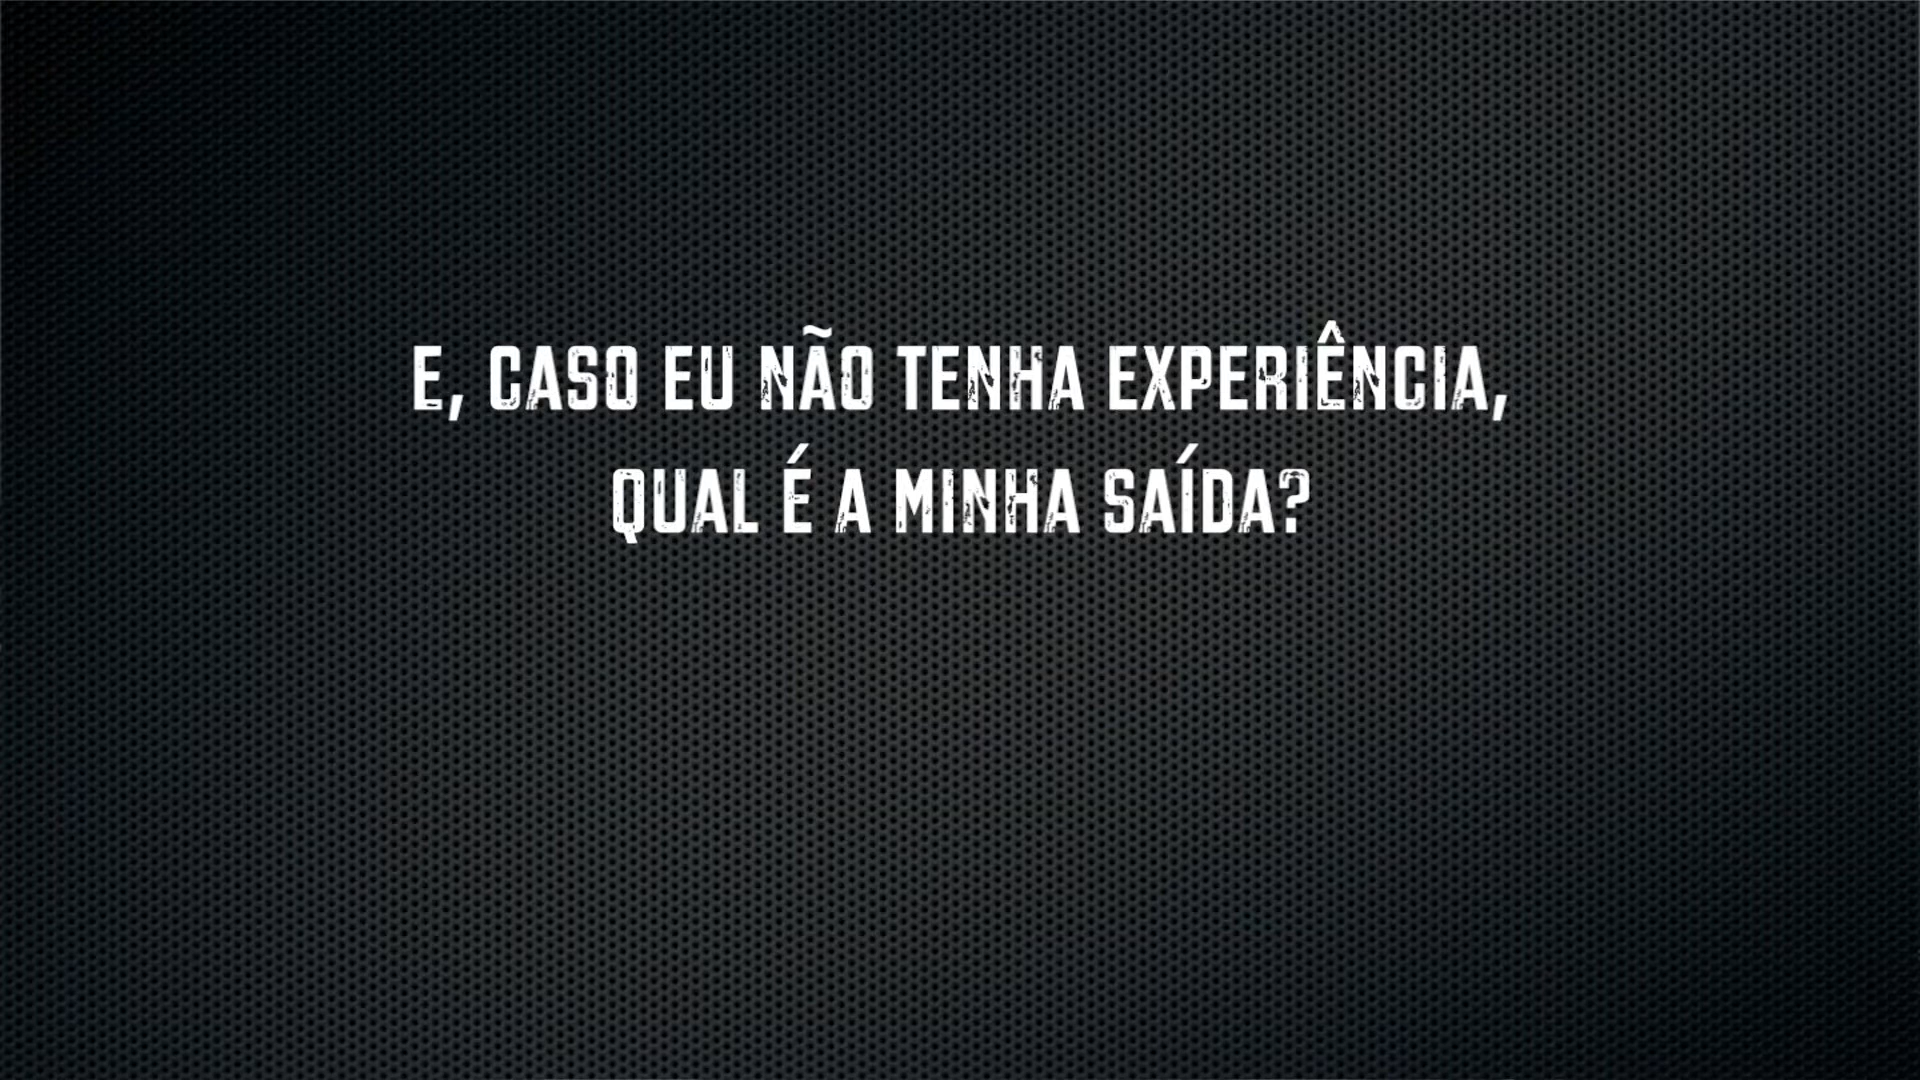 E, CASO EU NÃO TENHA EXPERIÊNCIA,
QUAL É A MINHA SAÍDA?